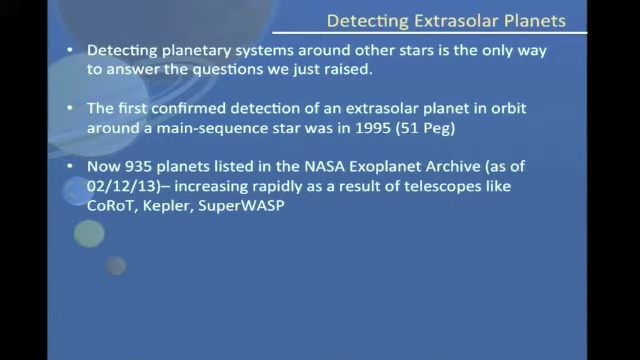 Detecting Extrasolar Planets
• Detecting planetary systems around other stars is the only way
to answer the questions we just raised.
• The first confirmed detection of an extrasolar planet in orbit
around a main-sequence star was in 1995 (51 Peg)
• Now 935 planets listed in the NASA Exoplanet Archive (as of
02/12/13)– increasing rapidly as a result of telescopes like
CoRoT, Kepler, SuperWASP